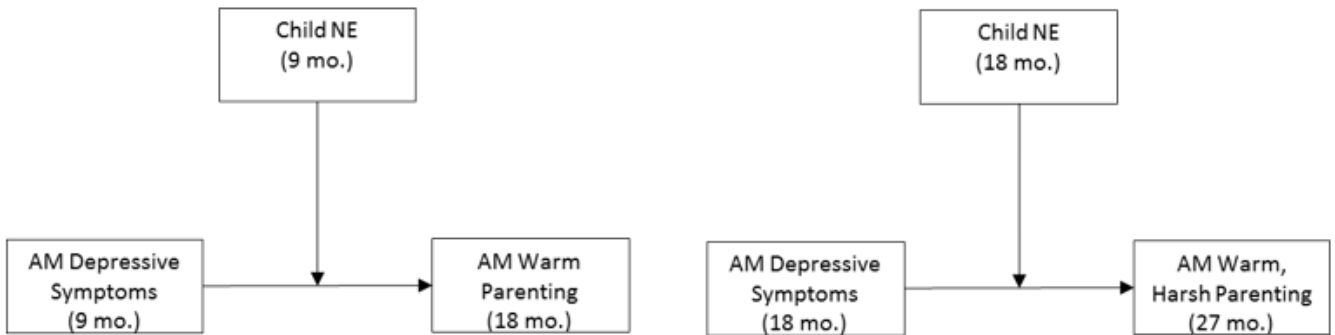 Child NE
(9 mo.)
AM Depressive
Symptoms
(9 mo.)
AM Warm
Parenting
(18 mo.)
Child NE
(18 mo.)
AM Depressive
Symptoms
(18 mo.)
AM Warm,
Harsh Parenting
(27 mo.)